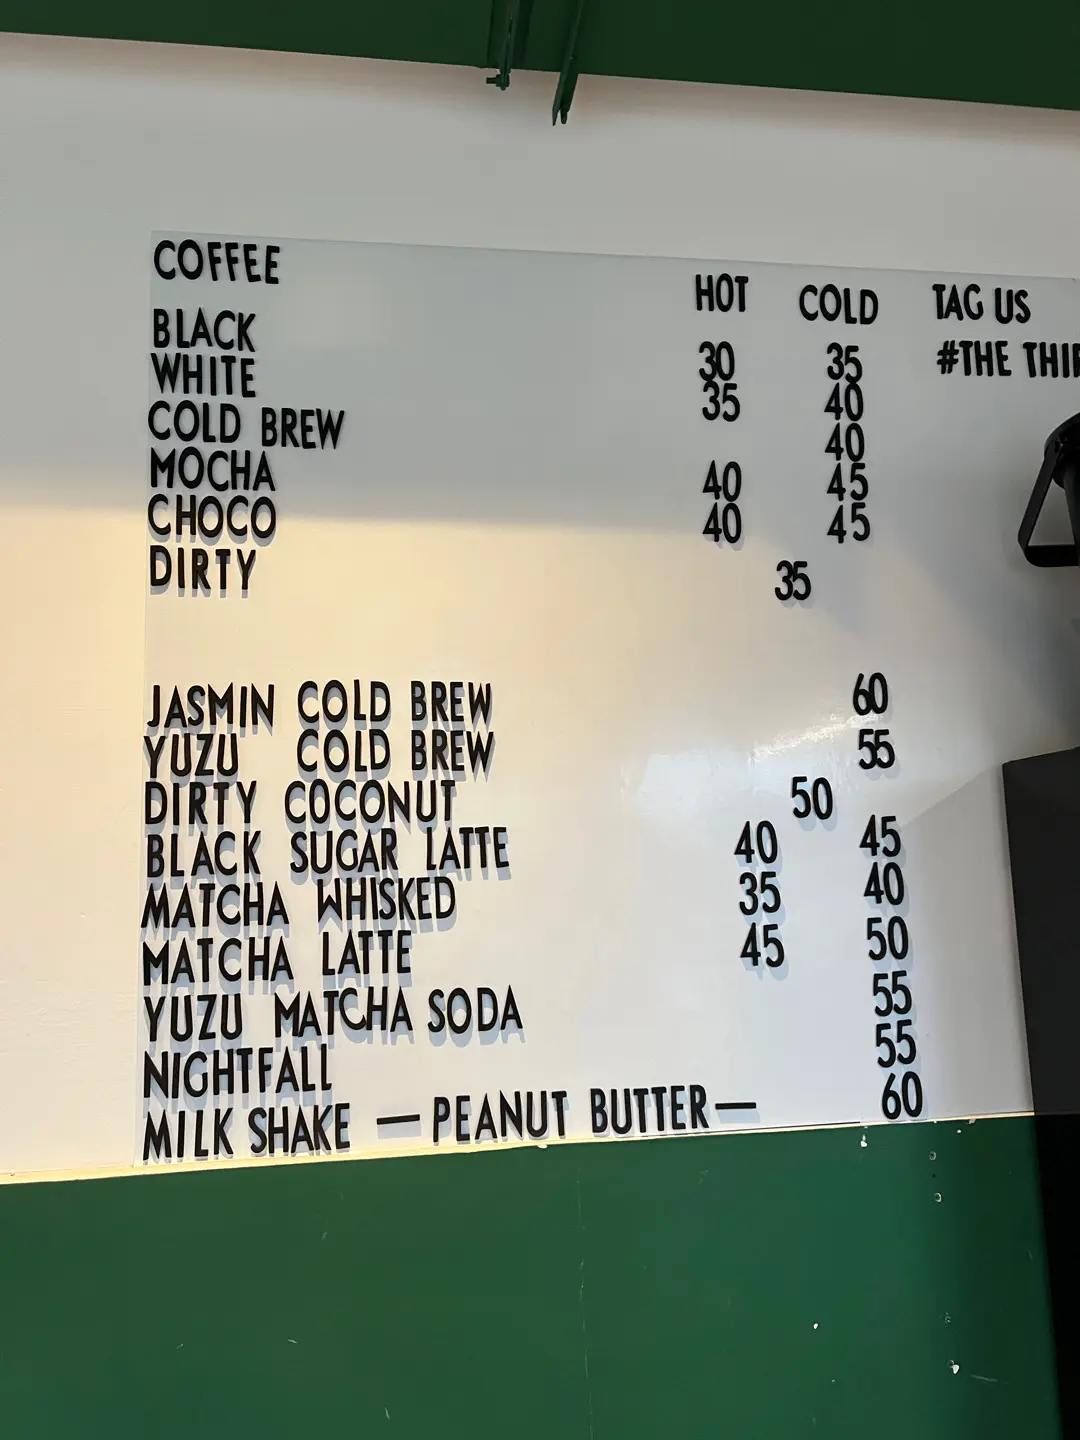 COFFEE HOT COLD TAG US
BLACK 30 35 #THE
WHITE 35 40
COLD BREW 40
MOCHA 40 45
CHOCO 40 45
DIRTY 35
JASMIN COLD BREW 60
YUZU COLD BREW 55
DIRTY COCONUT 50
BLACK SUGAR LATTE 40 45
MATCHA WHISKED 35 40
MATCHA LATTE 45 50
YUZU MATCHA SODA 55
NIGHTFALL 55
MILK SHAKE — PEANUT BUTTER — 60